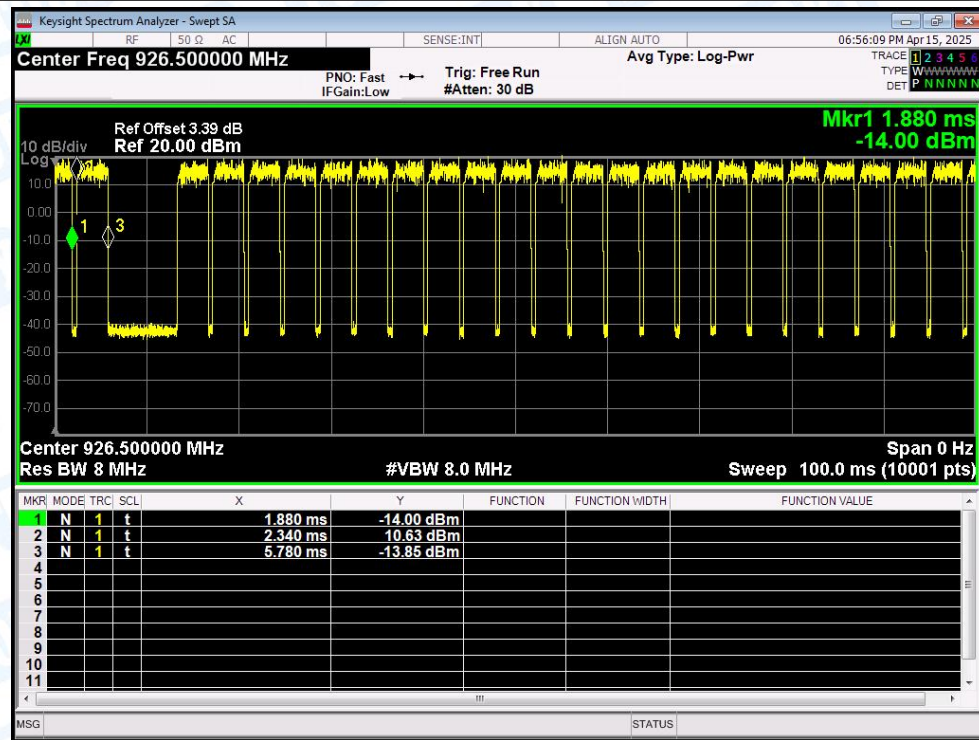 Keysight Spectrum Analyzer - Swept SA
LXI RF 50 Ω AC SENSE:INT ALIGN AUTO 06:56:09 PM Apr 15, 2025
Center Freq 926.500000 MHz
PNO: Fast
IFGain:Low
Trig: Free Run
#Atten: 30 dB
Avg Type: Log-Pwr
TRACE 1 2 3 4 5 6
TYPE WWWWWW
DET P N N N N N
Mkr1 1.880 ms
-14.00 dBm
Ref Offset 3.39 dB
10 dB/div Ref 20.00 dBm
Log
10.0
0.00
-10.0
-20.0
-30.0
-40.0
-50.0
-60.0
-70.0
1
2
3
Center 926.500000 MHz Span 0 Hz
Res BW 8 MHz #VBW 8.0 MHz Sweep 100.0 ms (10001 pts)
MKR MODE TRC SCL X Y FUNCTION FUNCTION WIDTH FUNCTION VALUE
1 N 1 t 1.880 ms -14.00 dBm
2 N 1 t 2.340 ms 10.63 dBm
3 N 1 t 5.780 ms -13.85 dBm
4
5
6
7
8
9
10
11
MSG STATUS